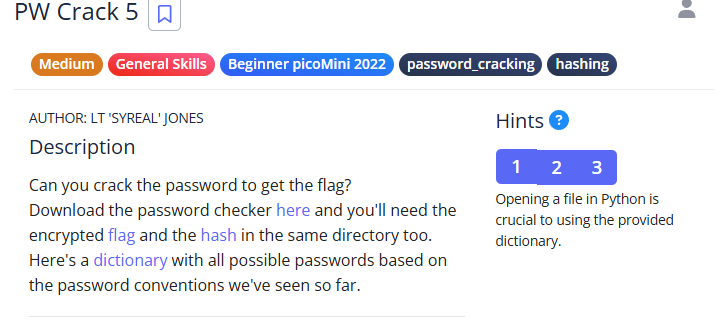 PW Crack 5
Medium General Skills Beginner picoMini 2022 password_cracking hashing
AUTHOR: LT 'SYREAL' JONES
Description
Can you crack the password to get the flag?
Download the password checker here and you'll need the
encrypted flag and the hash in the same directory too.
Here's a dictionary with all possible passwords based on
the password conventions we've seen so far.
Hints ?
1 2 3
Opening a file in Python is
crucial to using the provided
dictionary.